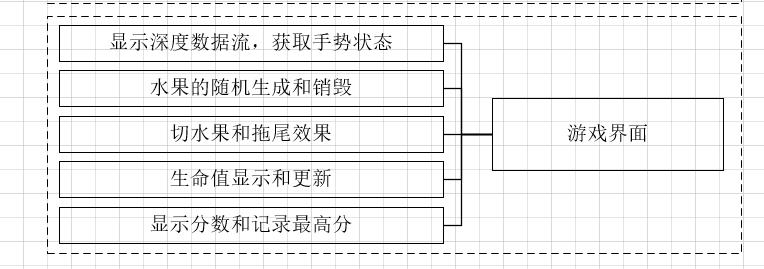 显示深度数据流，获取手势状态
水果的随机生成和销毁
切水果和拖尾效果
游戏界面
生命值显示和更新
显示分数和记录最高分